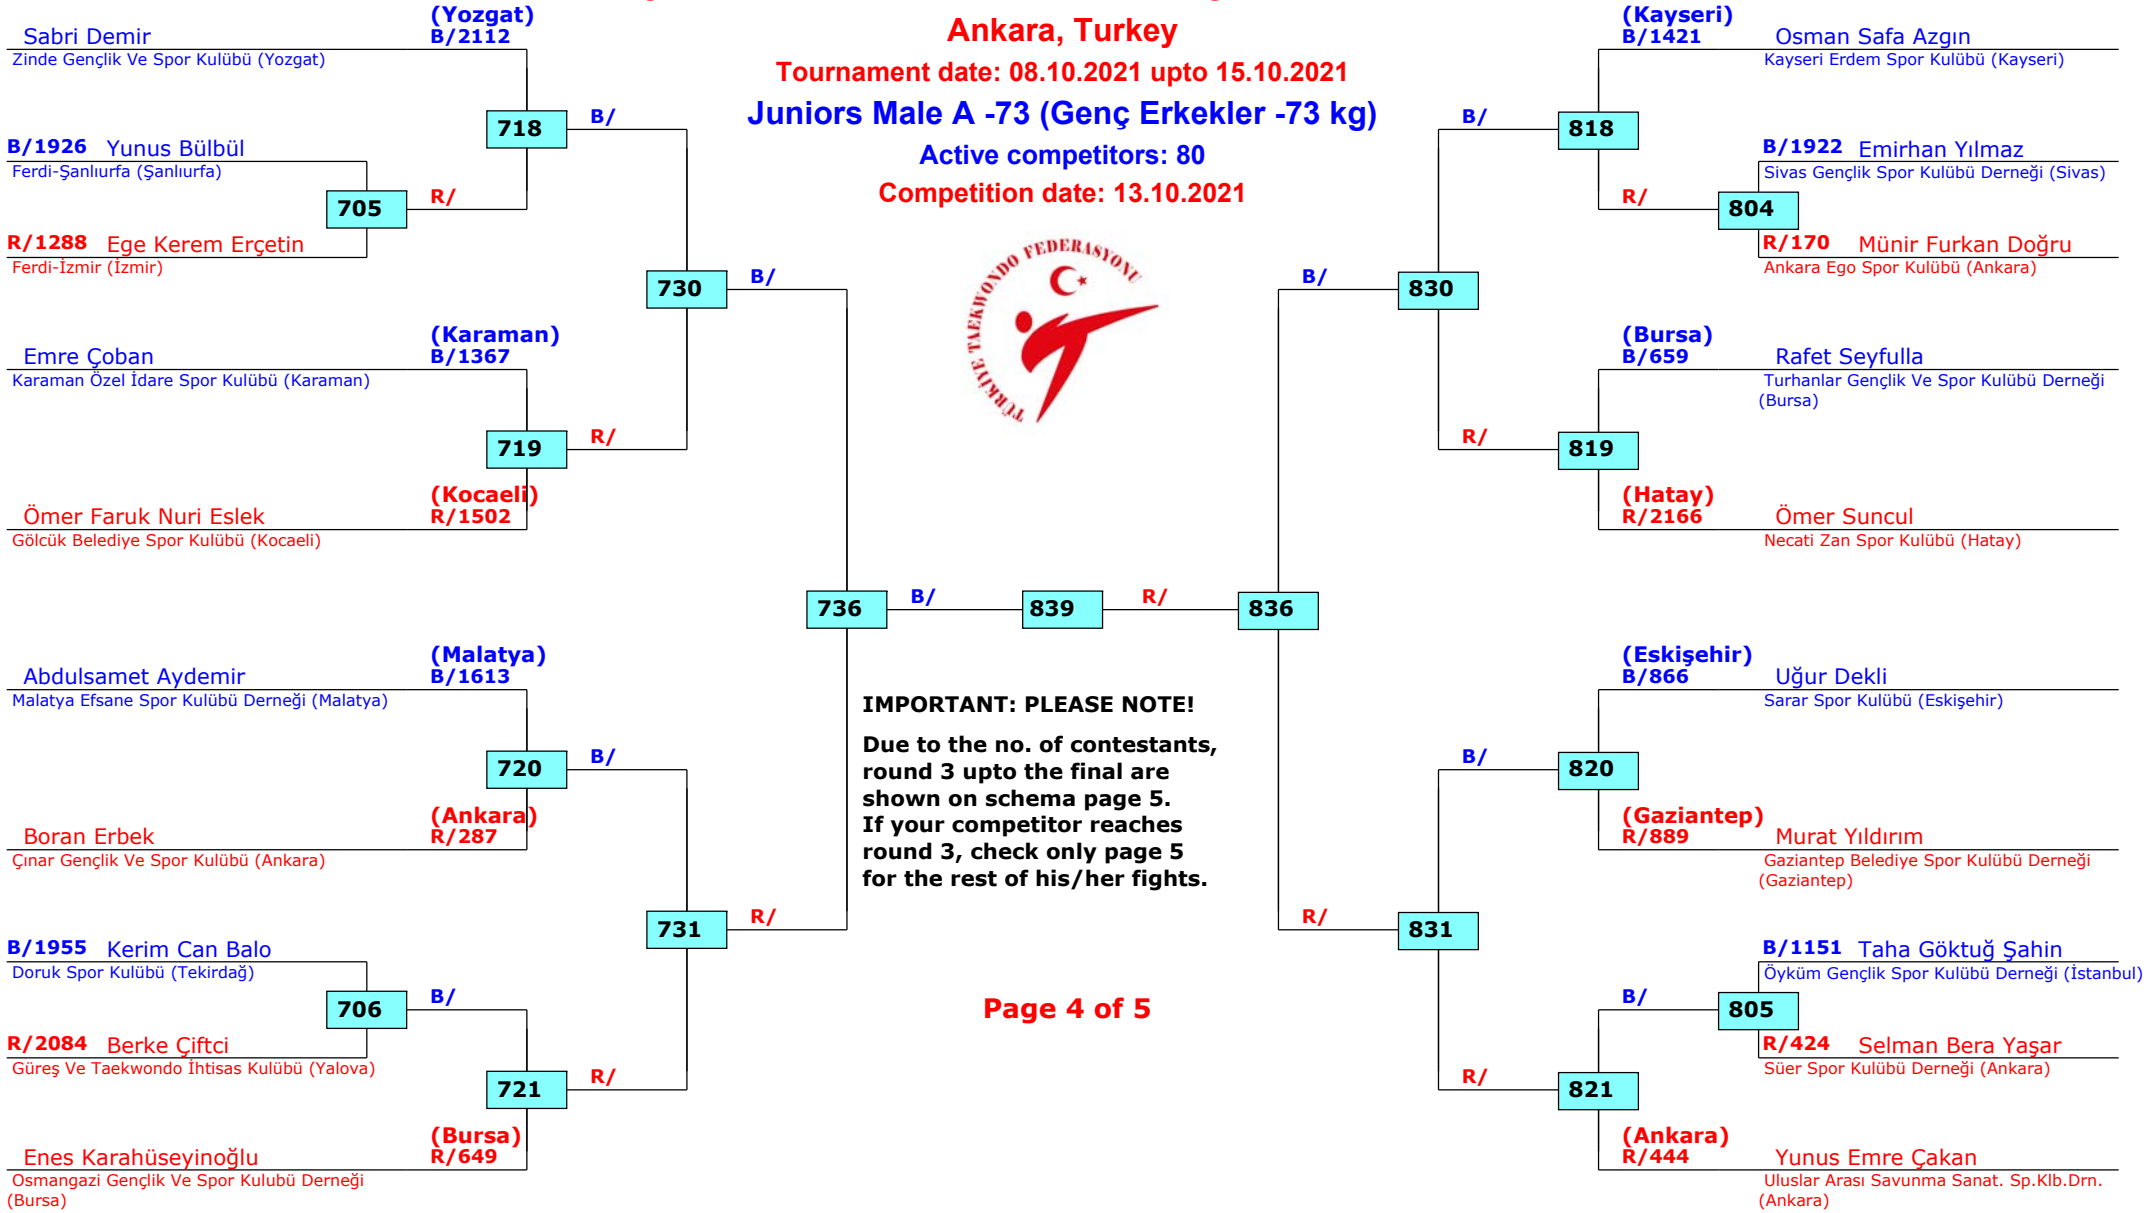 Ankara, Turkey
Tournament date: 08.10.2021 upto 15.10.2021
Juniors Male A -73 (Genç Erkekler -73 kg)
Active competitors: 80
Competition date: 13.10.2021
TÜRKİYE TAEKWONDO FEDERASYONU
(Yozgat)
Sabri Demir B/2112
Zinde Gençlik Ve Spor Kulübü (Yozgat)
718 B/
B/1926 Yunus Bülbül
Ferdi-Şanlıurfa (Şanlıurfa)
705 R/
R/1288 Ege Kerem Erçetin
Ferdi-İzmir (İzmir)
730 B/
(Karaman)
Emre Çoban B/1367
Karaman Özel İdare Spor Kulübü (Karaman)
719 R/
(Kocaeli)
Ömer Faruk Nuri Eslek R/1502
Gölcük Belediye Spor Kulübü (Kocaeli)
736 B/ 839 R/ 836
(Malatya)
Abdulsamet Aydemir B/1613
Malatya Efsane Spor Kulübü Derneği (Malatya)
720 B/
(Ankara)
Boran Erbek R/287
Çınar Gençlik Ve Spor Kulübü (Ankara)
731 R/
B/1955 Kerim Can Balo
Doruk Spor Kulübü (Tekirdağ)
706 B/
R/2084 Berke Çiftci
Güreş Ve Taekwondo İhtisas Kulübü (Yalova)
721 R/
(Bursa)
Enes Karahüseyinoğlu R/649
Osmangazi Gençlik Ve Spor Kulubü Derneği
(Bursa)
IMPORTANT: PLEASE NOTE!
Due to the no. of contestants,
round 3 upto the final are
shown on schema page 5.
If your competitor reaches
round 3, check only page 5
for the rest of his/her fights.
Page 4 of 5
(Kayseri)
B/1421 Osman Safa Azgın
Kayseri Erdem Spor Kulübü (Kayseri)
B/ 818
B/1922 Emirhan Yılmaz
Sivas Gençlik Spor Kulübü Derneği (Sivas)
R/ 804
R/170 Münir Furkan Doğru
Ankara Ego Spor Kulübü (Ankara)
B/ 830
(Bursa)
B/659 Rafet Seyfulla
Turhanlar Gençlik Ve Spor Kulübü Derneği
(Bursa)
R/ 819
(Hatay)
R/2166 Ömer Suncul
Necati Zan Spor Kulübü (Hatay)
(Eskişehir)
B/866 Uğur Dekli
Sarar Spor Kulübü (Eskişehir)
B/ 820
(Gaziantep)
R/889 Murat Yıldırım
Gaziantep Belediye Spor Kulübü Derneği
(Gaziantep)
R/ 831
B/1151 Taha Göktuğ Şahin
Öyküm Gençlik Spor Kulübü Derneği (İstanbul)
B/ 805
R/424 Selman Bera Yaşar
Süer Spor Kulübü Derneği (Ankara)
R/ 821
(Ankara)
R/444 Yunus Emre Çakan
Uluslar Arası Savunma Sanat. Sp.Klb.Drn.
(Ankara)